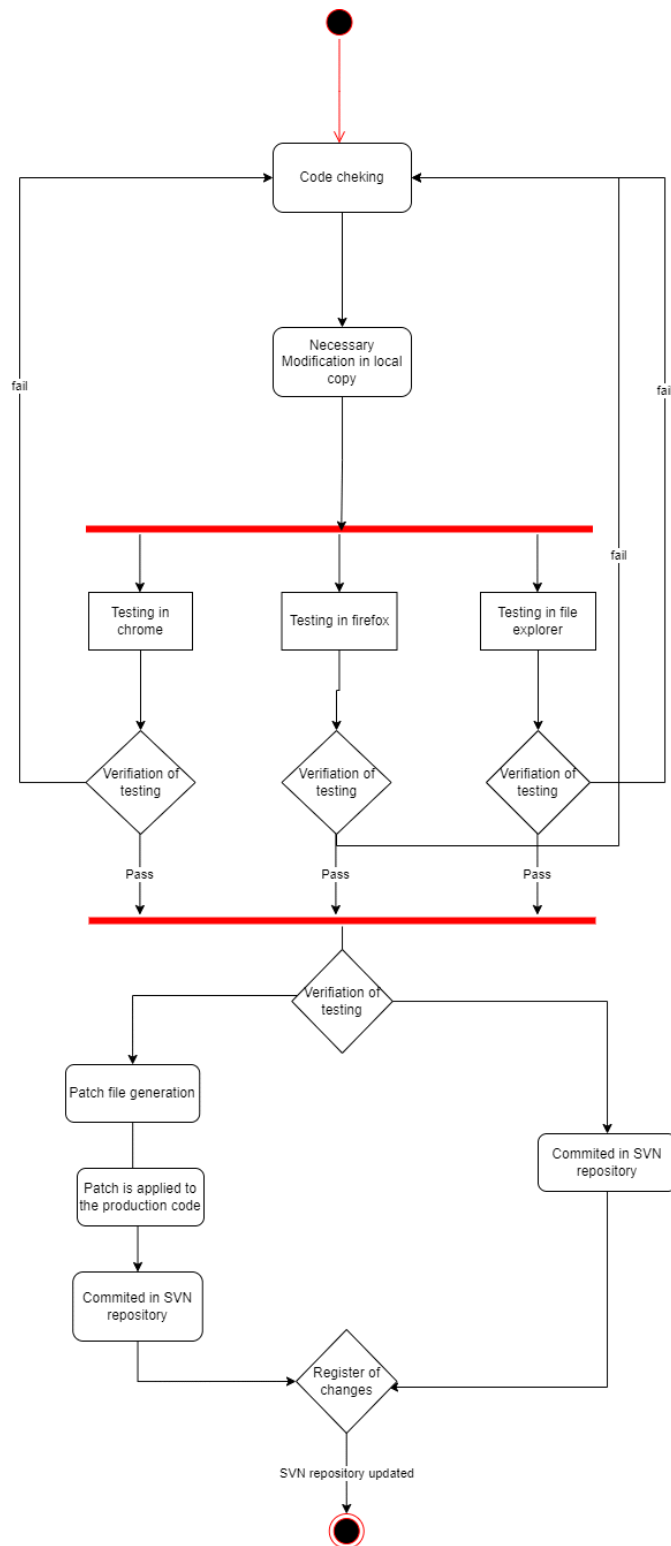 Code cheking
Necessary
Modification in local
copy
fail
fail
fail
Testing in
chrome
Testing in firefox
Testing in file
explorer
Verifiation of
testing
Verifiation of
testing
Verifiation of
testing
Pass
Pass
Pass
Verifiation of
testing
Patch file generation
Commited in SVN
repository
Patch is applied to
the production code
Commited in SVN
repository
Register of
changes
SVN repository updated